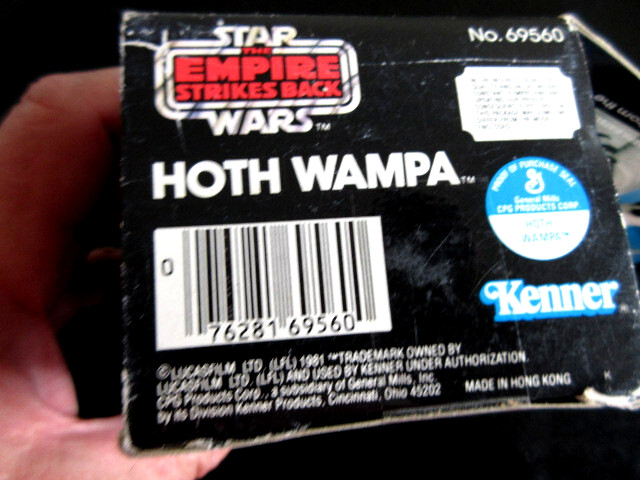 STAR
THE
EMPIRE
STRIKES BACK
WARS™
No. 69560
HOTH WAMPA™
PROOF OF PURCHASE SEAL
General Mills
CPG PRODUCTS CORP.
HOTH
WAMPA™
0
76281 69560
Kenner
© LUCASFILM LTD. (LFL) 1981 ™TRADEMARK OWNED BY
LUCASFILM LTD. (LFL) AND USED BY KENNER UNDER AUTHORIZATION.
CPG Products Corp., a subsidiary of General Mills, Inc.
by its Division Kenner Products, Cincinnati, Ohio 45202
MADE IN HONG KONG